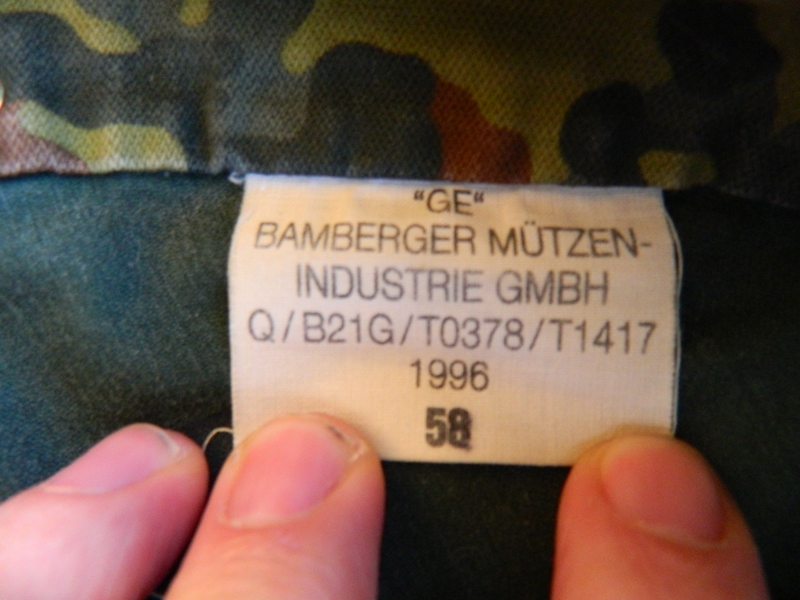 “GE“
BAMBERGER MÜTZEN-
INDUSTRIE GMBH
Q/B21G/T0378/T1417
1996
58